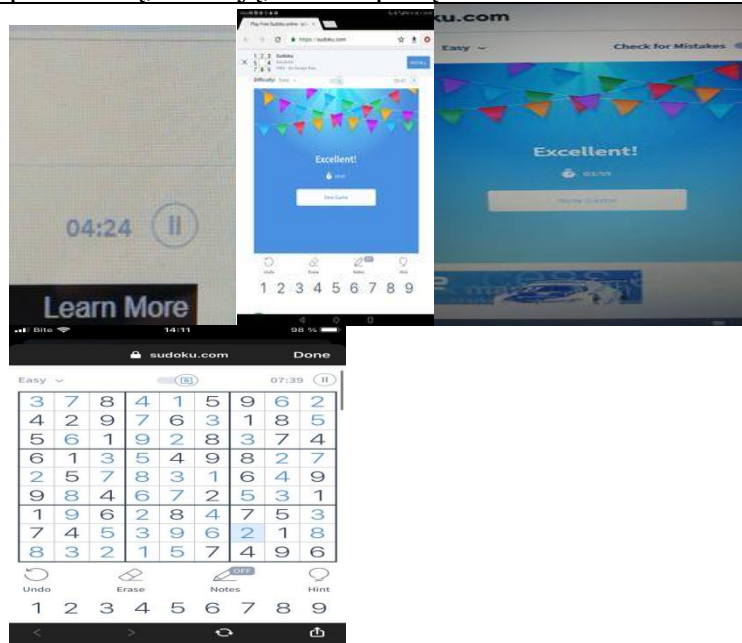 04:24
Learn More
https://sudoku.com
Sudoku
INSTALL
Difficulty: Easy
Excellent!
New Game
Undo Erase Notes Hint
1 2 3 4 5 6 7 8 9
ku.com
Easy Check for Mistakes
Excellent!
03:59
New Game
Bite 14:11 98 %
sudoku.com Done
Easy 07:39
3 7 8 4 1 5 9 6 2
4 2 9 7 6 3 1 8 5
5 6 1 9 2 8 3 7 4
6 1 3 5 4 9 8 2 7
2 5 7 8 3 1 6 4 9
9 8 4 6 7 2 5 3 1
1 9 6 2 8 4 7 5 3
7 4 5 3 9 6 2 1 8
8 3 2 1 5 7 4 9 6
OFF
Undo Erase Notes Hint
1 2 3 4 5 6 7 8 9